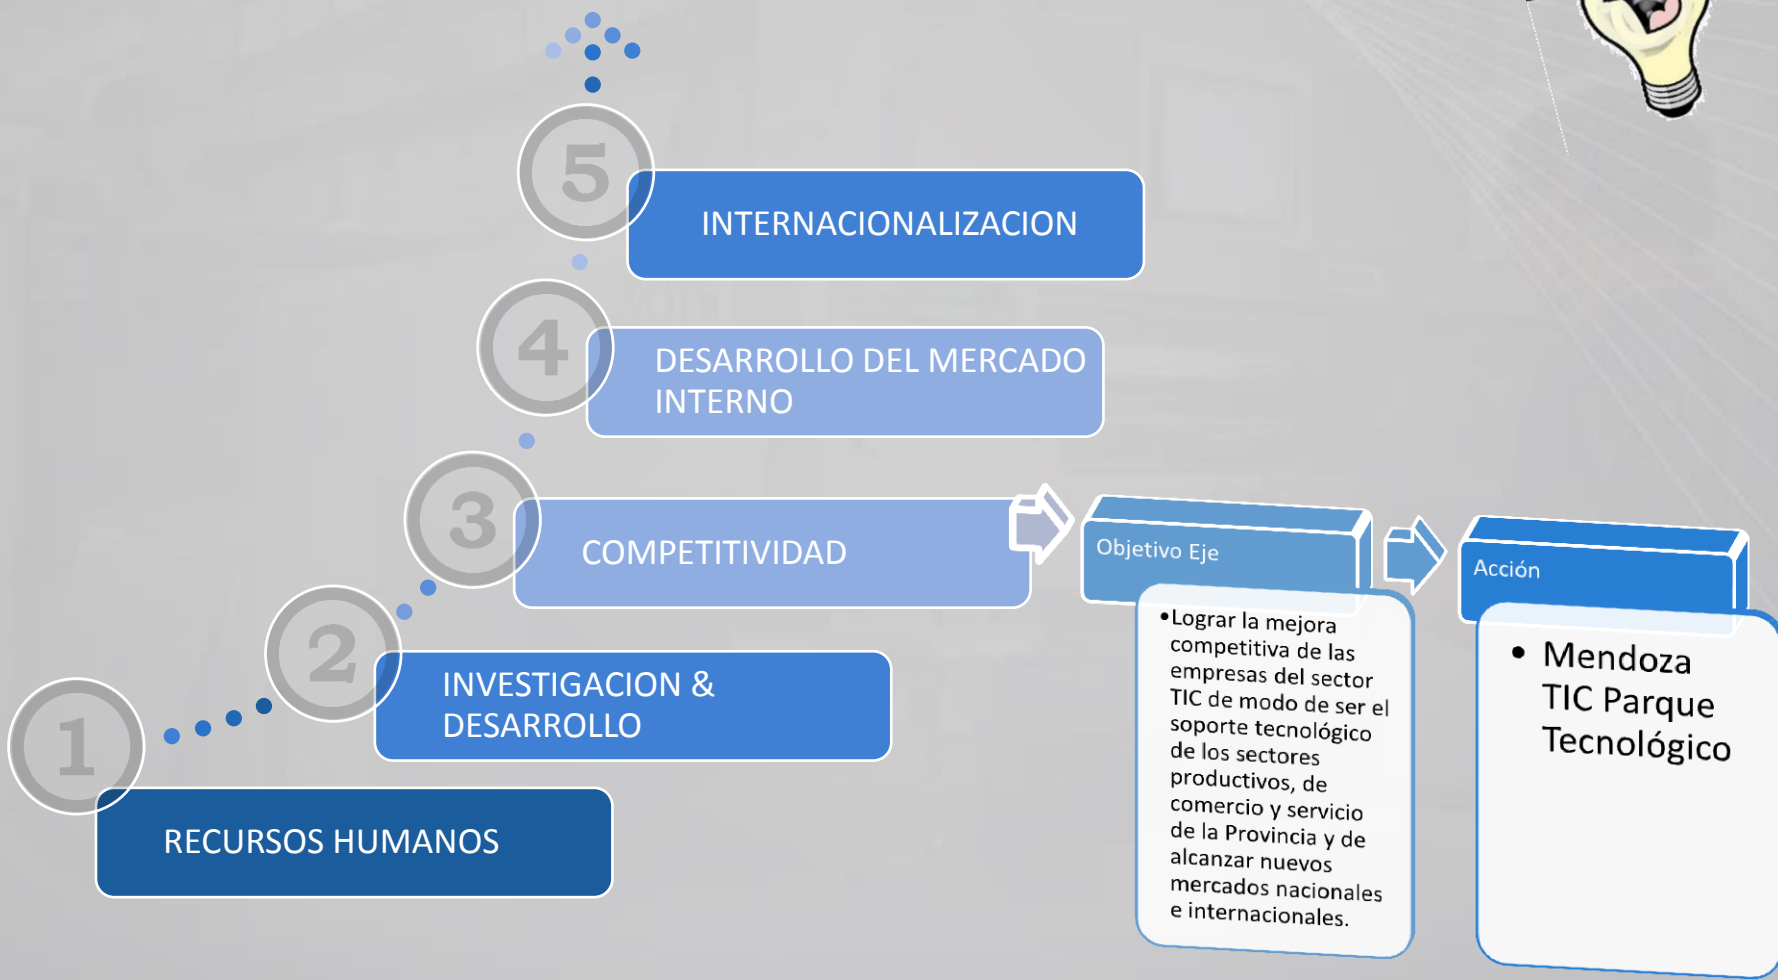 5
INTERNACIONALIZACION
4
DESARROLLO DEL MERCADO
INTERNO
3
COMPETITIVIDAD
2
INVESTIGACION &
DESARROLLO
1
RECURSOS HUMANOS
Objetivo Eje
•Lograr la mejora
competitiva de las
empresas del sector
TIC de modo de ser el
soporte tecnológico
de los sectores
productivos, de
comercio y servicio
de la Provincia y de
alcanzar nuevos
mercados nacionales
e internacionales.
Acción
• Mendoza
TIC Parque
Tecnológico